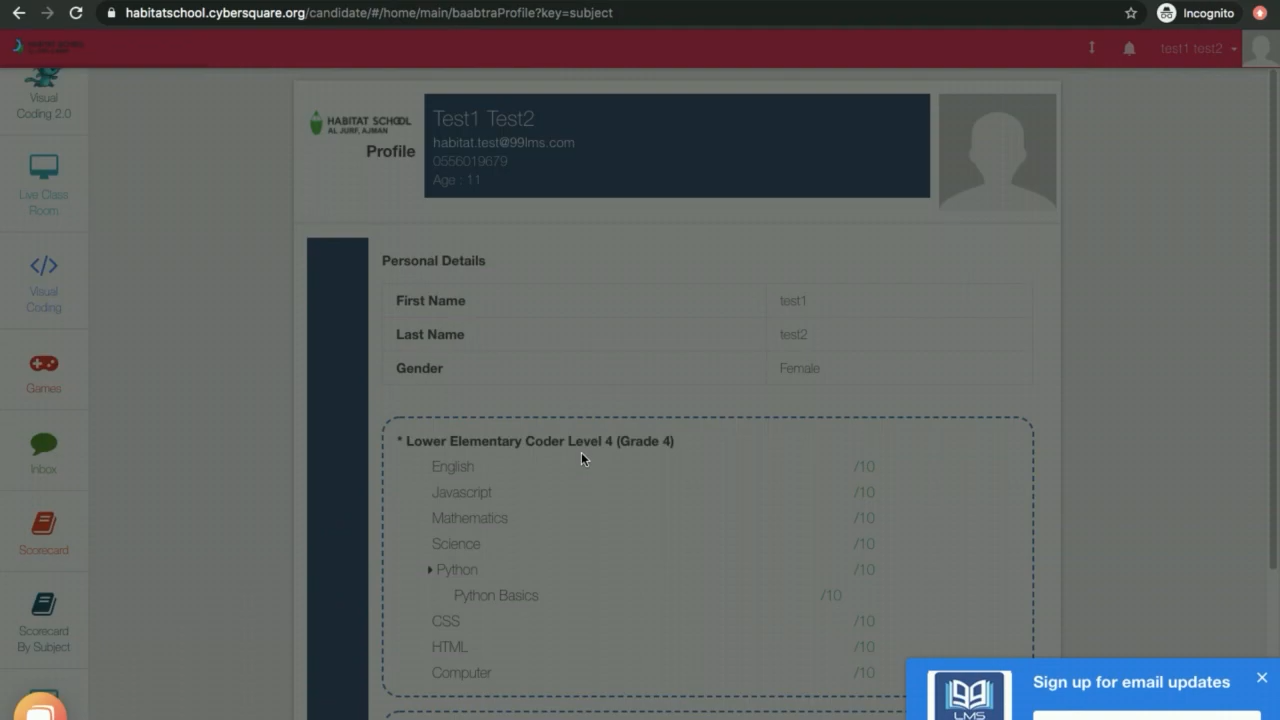 habitatschool.cybersquare.org/candidate/#/home/main/baabtraProfile?key=subject
Incognito
HABITAT SCHOOL
test1 test2
Visual
Coding 2.0
Live Class
Room
Visual
Coding
Games
Inbox
Scorecard
Scorecard
By Subject
HABITAT SCHOOL
AL JURF, AJMAN
Profile
Test1 Test2
habitat.test@99lms.com
0556019679
Age : 11
Personal Details
First Name test1
Last Name test2
Gender Female
* Lower Elementary Coder Level 4 (Grade 4)
English /10
Javascript /10
Mathematics /10
Science /10
Python /10
Python Basics /10
CSS /10
HTML /10
Computer /10
99
LMS
Sign up for email updates